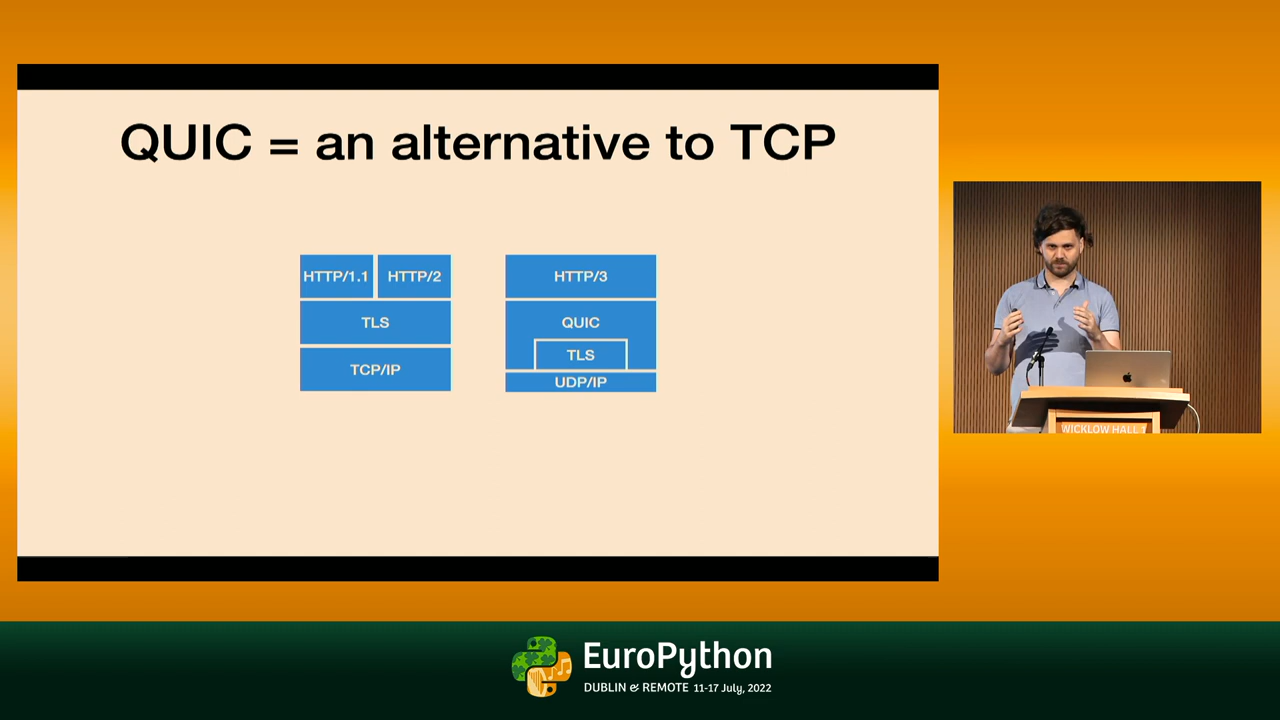 QUIC = an alternative to TCP
HTTP/1.1 HTTP/2
TLS
TCP/IP
HTTP/3
QUIC
TLS
UDP/IP
WICKLOW HALL 1
EuroPython
DUBLIN & REMOTE 11-17 July, 2022